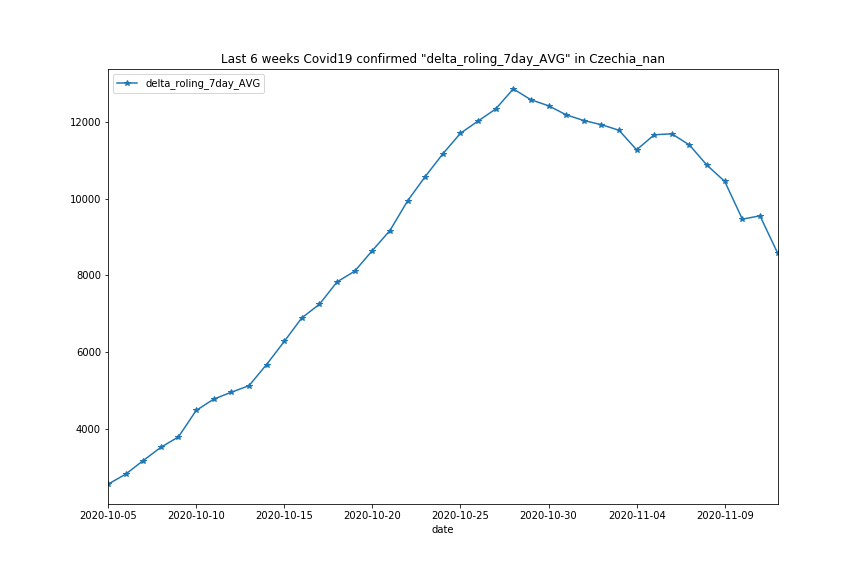 Last 6 weeks Covid19 confirmed "delta_roling_7day_AVG" in Czechia_nan
delta_roling_7day_AVG
12000
10000
8000
6000
4000
2020-10-05 2020-10-10 2020-10-15 2020-10-20 2020-10-25 2020-10-30 2020-11-04 2020-11-09
date